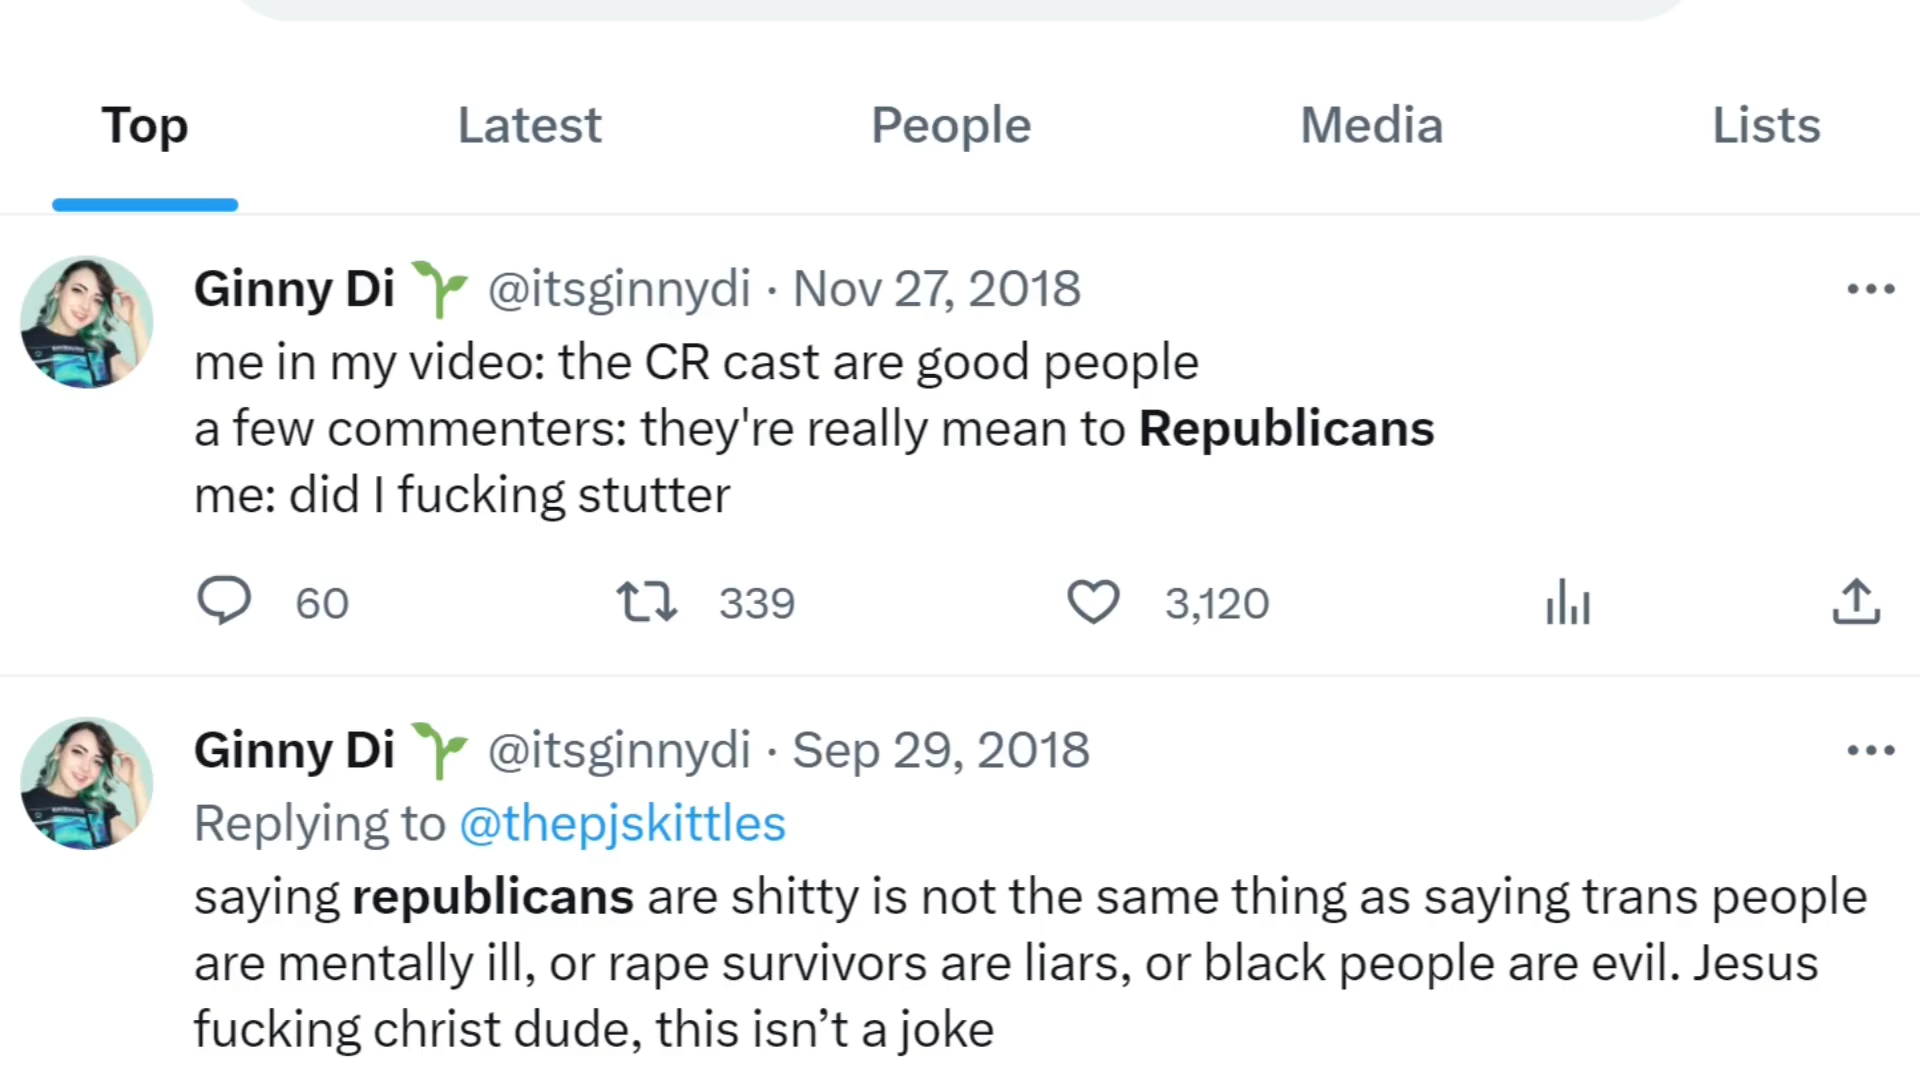 Top Latest People Media Lists
Ginny Di 🌱 @itsginnydi · Nov 27, 2018
me in my video: the CR cast are good people
a few commenters: they're really mean to Republicans
me: did I fucking stutter
60 339 3,120
Ginny Di 🌱 @itsginnydi · Sep 29, 2018
Replying to @thepjskittles
saying republicans are shitty is not the same thing as saying trans people
are mentally ill, or rape survivors are liars, or black people are evil. Jesus
fucking christ dude, this isn’t a joke